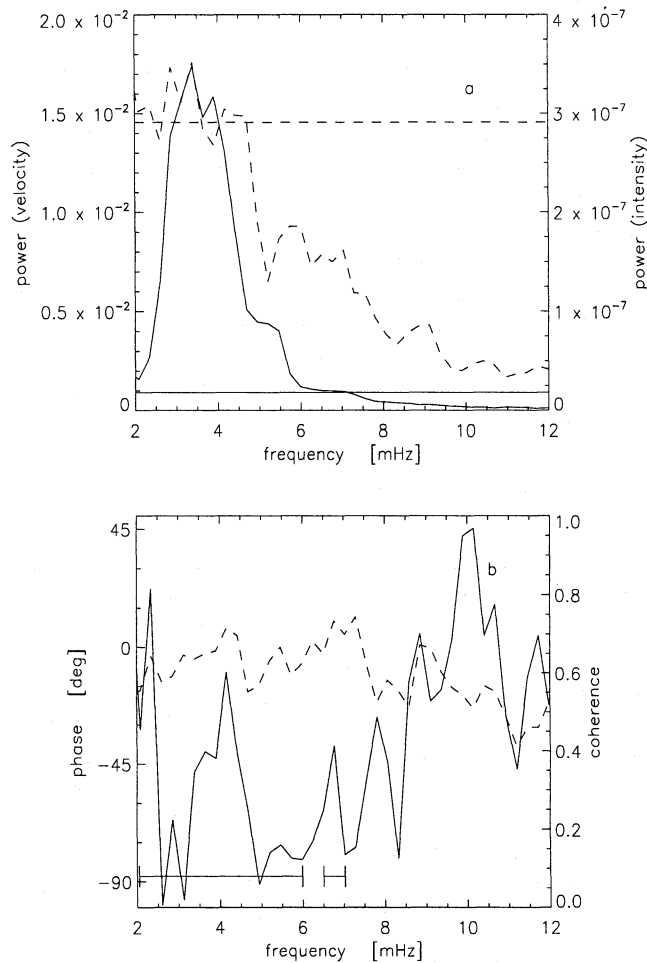 2.0 × 10⁻² 4 × 10⁻⁷
a
1.5 × 10⁻² 3 × 10⁻⁷
power (velocity) power (intensity)
1.0 × 10⁻² 2 × 10⁻⁷
0.5 × 10⁻² 1 × 10⁻⁷
0 0
2 4 6 8 10 12
frequency [mHz]
45 1.0
b
0.8
0
phase [deg] 0.6 coherence
-45 0.4
0.2
-90 0.0
2 4 6 8 10 12
frequency [mHz]